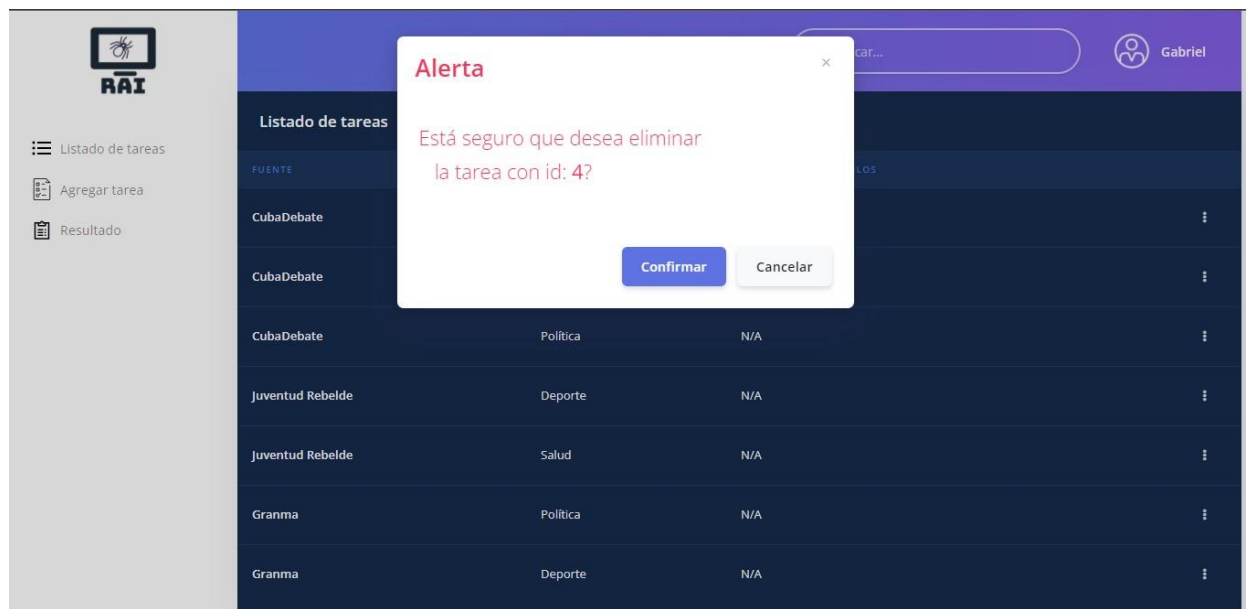 RAI
Listado de tareas
Agregar tarea
Resultado
Gabriel
Alerta
×
Está seguro que desea eliminar
la tarea con id: 4?
Confirmar Cancelar
Listado de tareas
FUENTE
CubaDebate
CubaDebate
CubaDebate Política N/A
Juventud Rebelde Deporte N/A
Juventud Rebelde Salud N/A
Granma Política N/A
Granma Deporte N/A